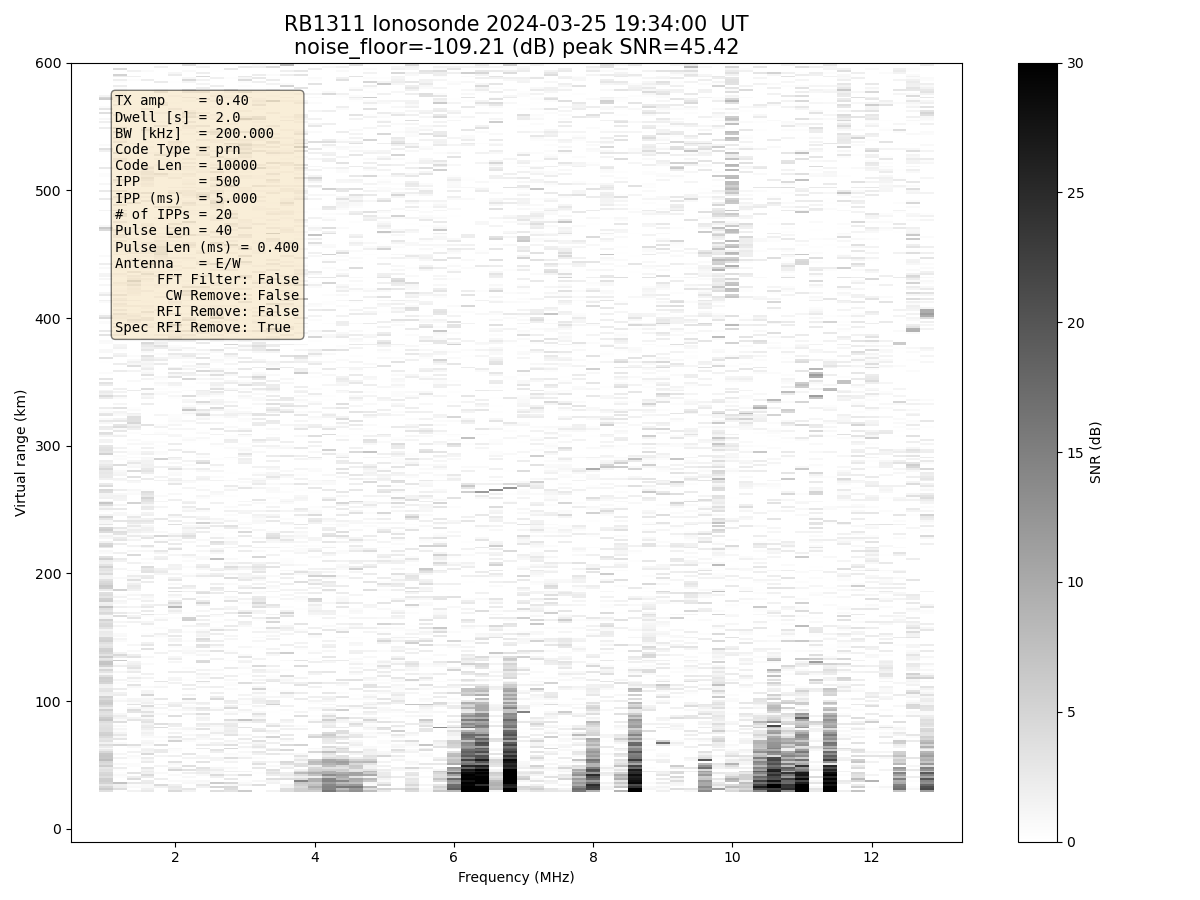 RB1311 Ionosonde 2024-03-25 19:34:00  UT
noise_floor=-109.21 (dB) peak SNR=45.42
TX amp    = 0.40
Dwell [s] = 2.0
BW [kHz]  = 200.000
Code Type = prn
Code Len  = 10000
IPP       = 500
IPP (ms)  = 5.000
# of IPPs = 20
Pulse Len = 40
Pulse Len (ms) = 0.400
Antenna   = E/W
FFT Filter: False
CW Remove: False
RFI Remove: False
Spec RFI Remove: True
Virtual range (km)
600
500
400
300
200
100
0
2 4 6 8 10 12
Frequency (MHz)
30
25
20
15
10
5
0
SNR (dB)